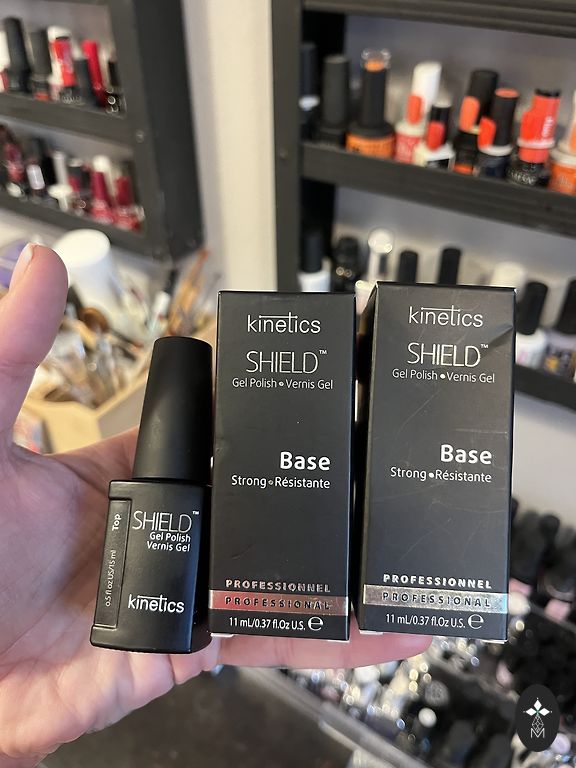 kinetics
SHIELD™
Gel Polish • Vernis Gel
Base
Strong • Résistante
PROFESSIONNEL
PROFESSIONAL
11 mL/0.37 fl.Oz U.S. ℮
kinetics
SHIELD™
Gel Polish • Vernis Gel
Base
Strong • Résistante
PROFESSIONNEL
PROFESSIONAL
11 mL/0.37 fl.Oz U.S. ℮
Top
0.5 fl oz US/15 ml
SHIELD™
Gel Polish
Vernis Gel
kinetics
M